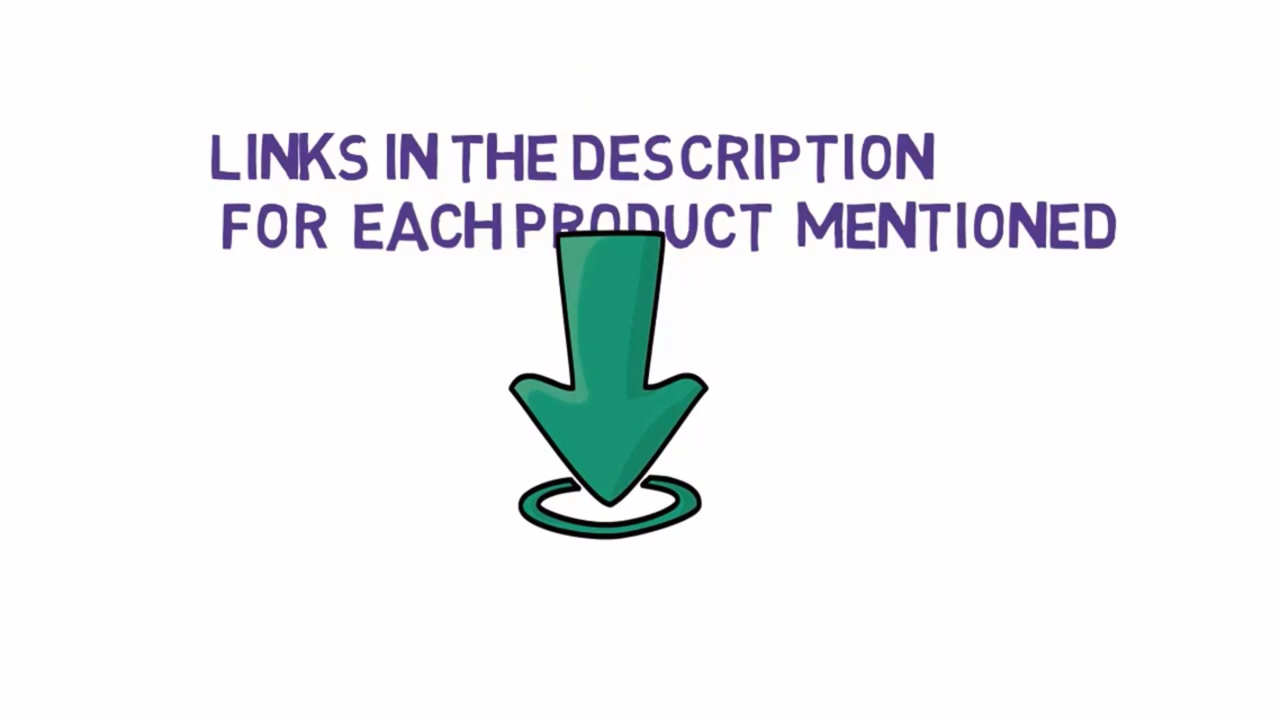 LINKS IN THE DESCRIPTION
FOR EACH PRODUCT MENTIONED